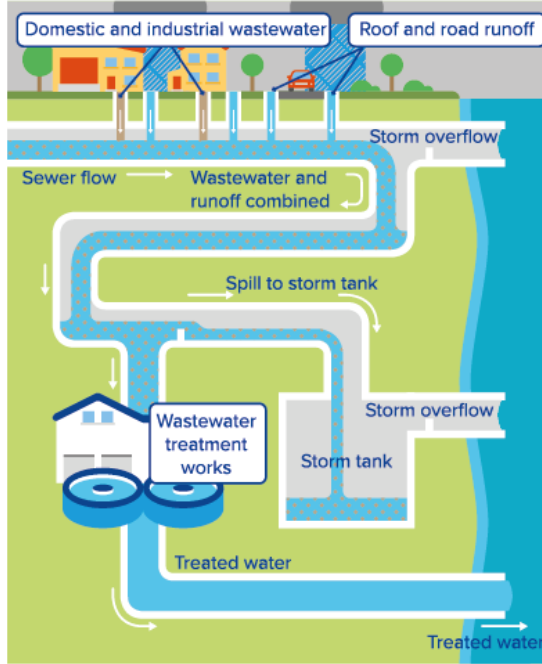 Domestic and industrial wastewater
Roof and road runoff
Storm overflow
Sewer flow
Wastewater and
runoff combined
Spill to storm tank
Storm overflow
Wastewater
treatment
works
Storm tank
Treated water
Treated water